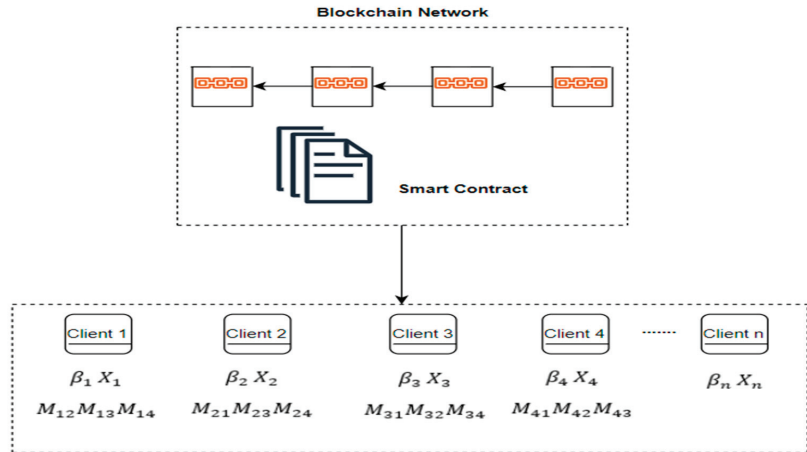 Blockchain Network
Smart Contract
Client 1 Client 2 Client 3 Client 4 ....... Client n
β₁ X₁ β₂ X₂ β₃ X₃ β₄ X₄ βₙ Xₙ
M₁₂M₁₃M₁₄ M₂₁M₂₃M₂₄ M₃₁M₃₂M₃₄ M₄₁M₄₂M₄₃